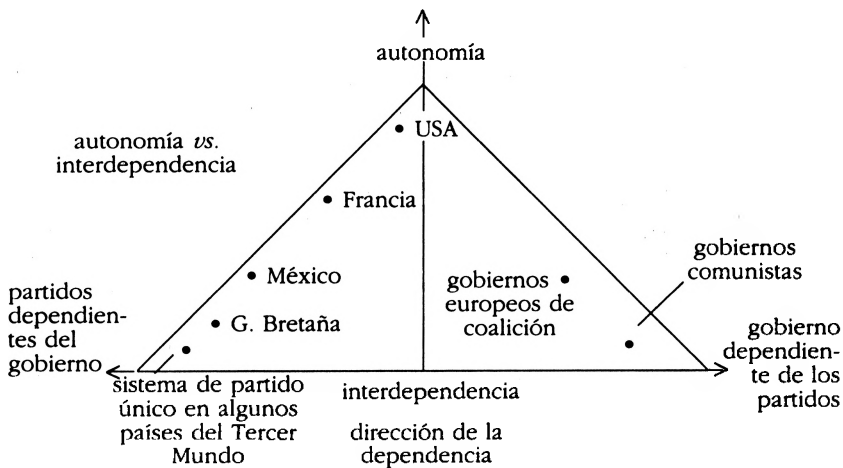 autonomía
autonomía vs.
interdependencia
• USA
• Francia
• México
• G. Bretaña
gobiernos •
europeos de
coalición
gobiernos
comunistas
partidos
dependien-
tes del
gobierno
gobierno
dependien-
te de los
partidos
sistema de partido
único en algunos
países del Tercer
Mundo
interdependencia
dirección de la
dependencia